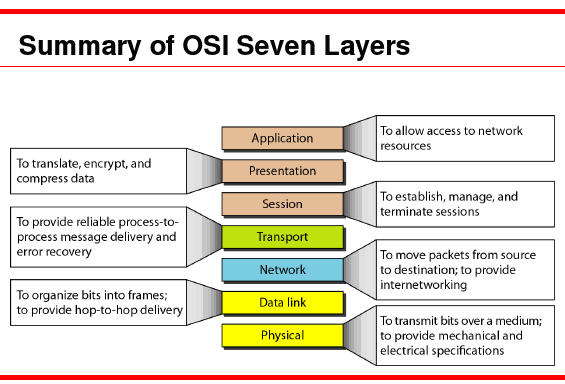 Summary of OSI Seven Layers
Application
To allow access to network
resources
To translate, encrypt, and
compress data
Presentation
Session
To establish, manage, and
terminate sessions
To provide reliable process-to-
process message delivery and
error recovery
Transport
Network
To move packets from source
to destination; to provide
internetworking
To organize bits into frames;
to provide hop-to-hop delivery
Data link
Physical
To transmit bits over a medium;
to provide mechanical and
electrical specifications